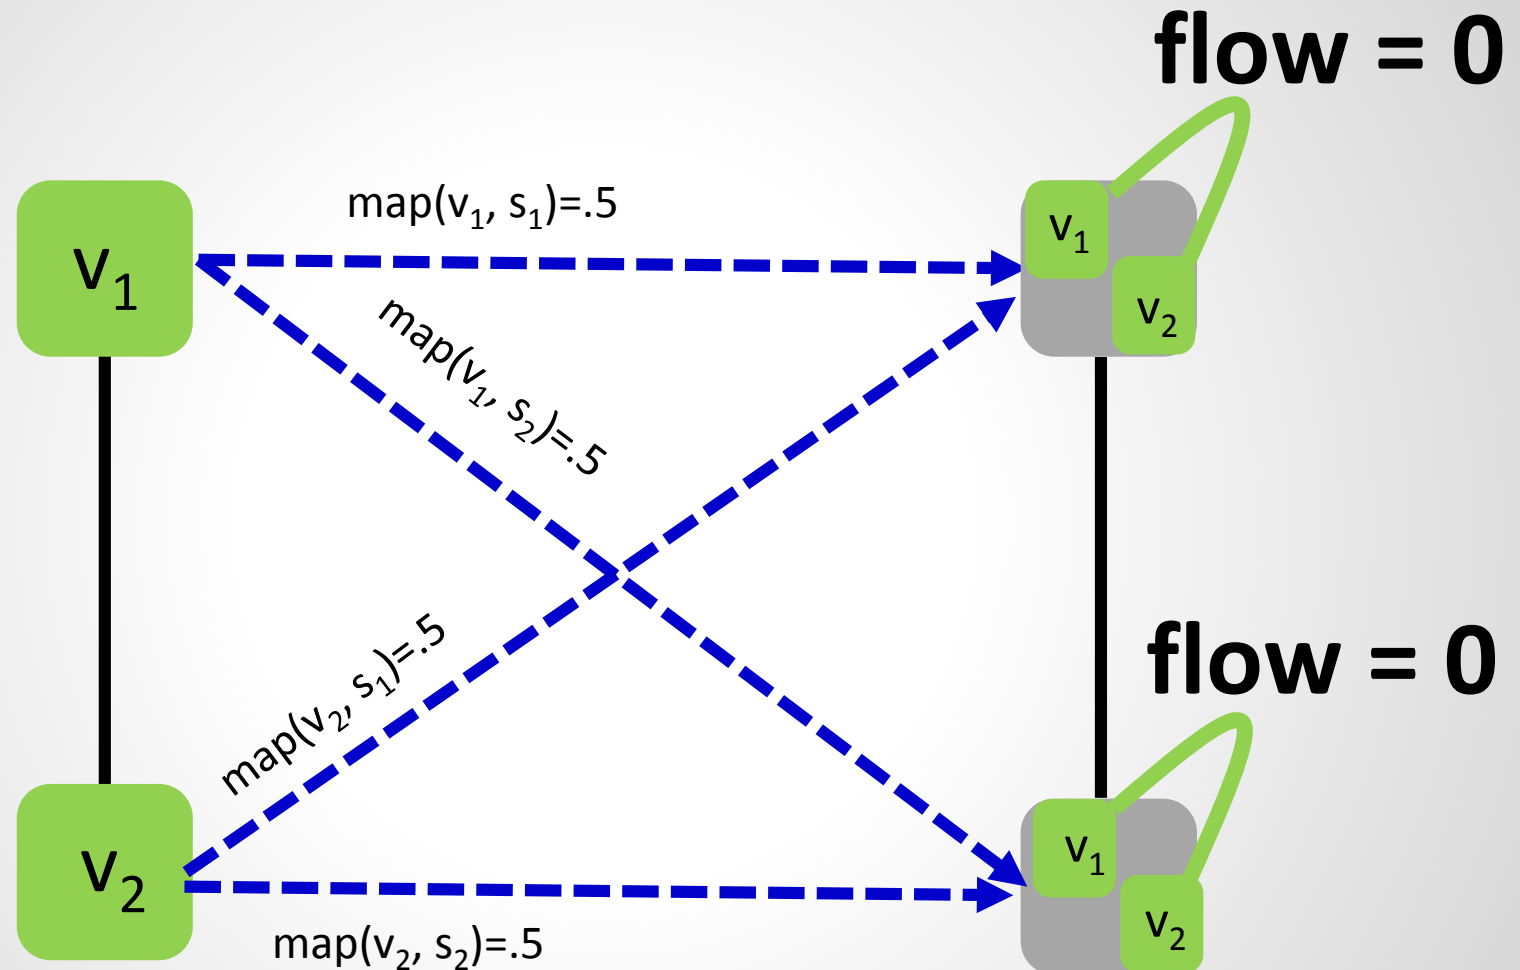 flow = 0
map(v₁, s₁)=.5
v₁
v₁
v₂
map(v₁, s₂)=.5
map(v₂, s₁)=.5
flow = 0
v₂
v₁
v₂
map(v₂, s₂)=.5